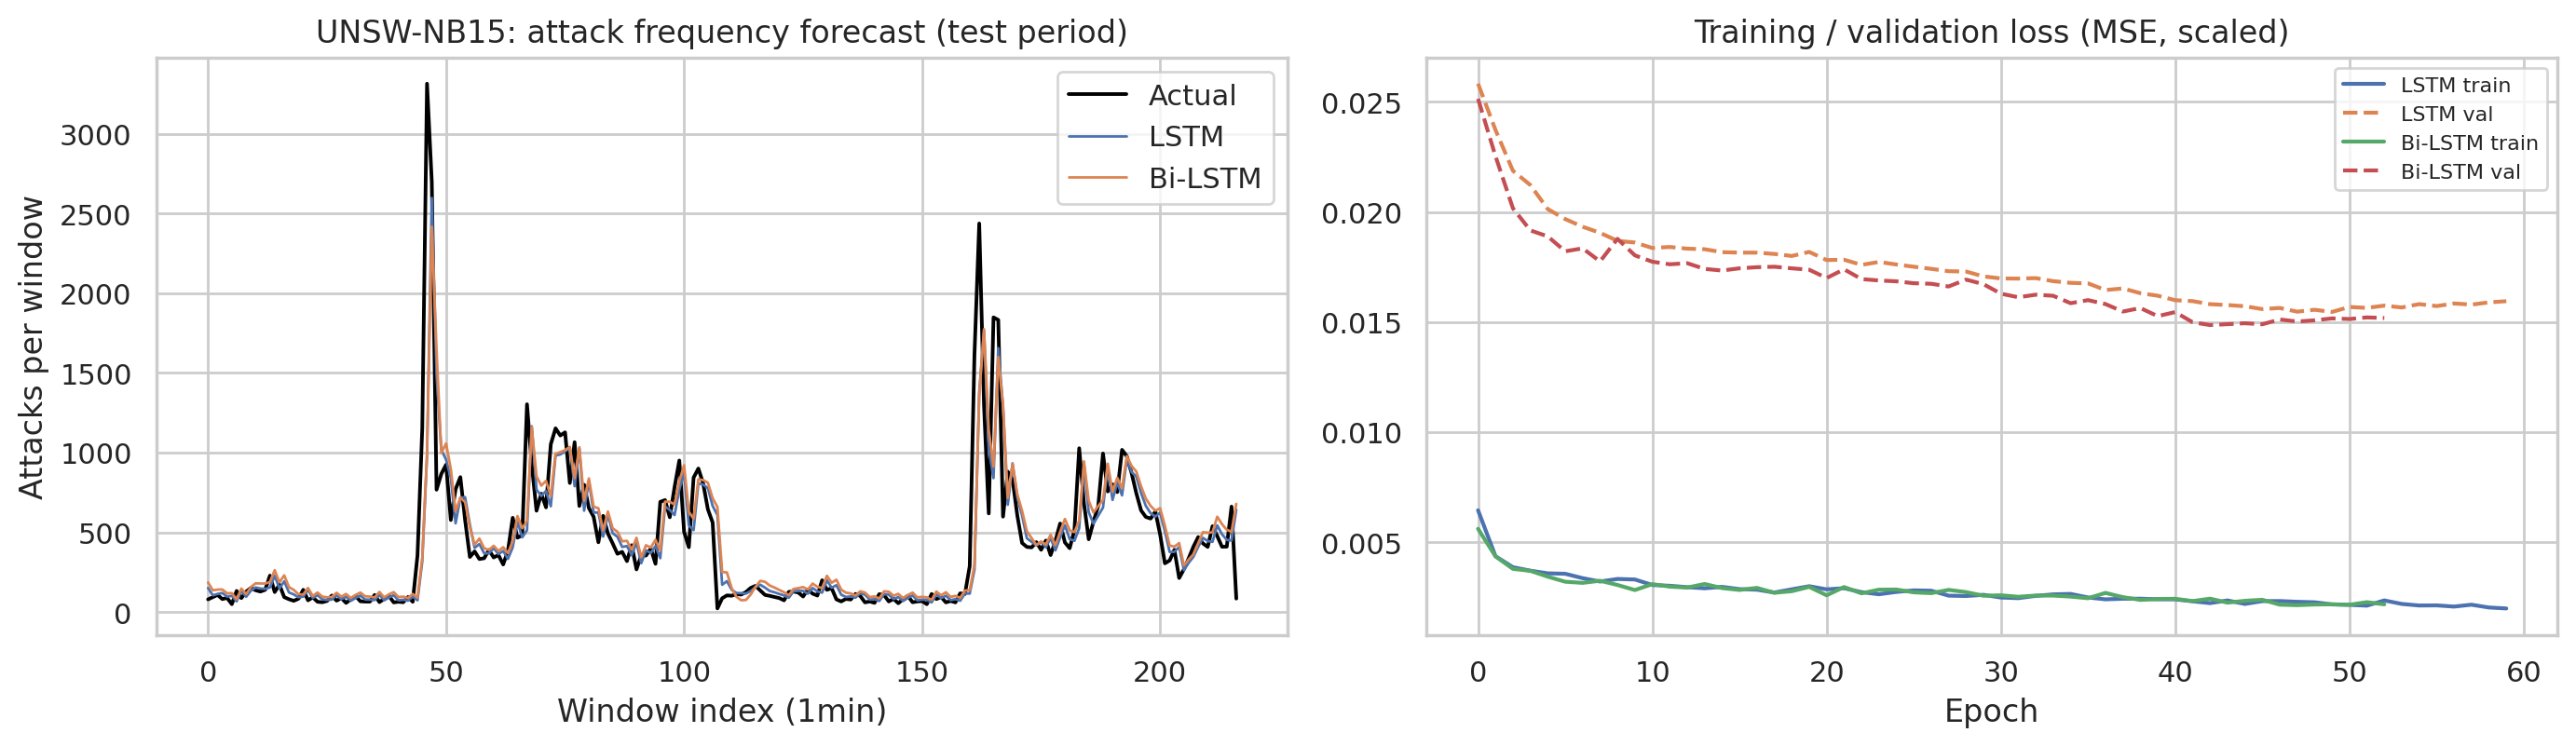 UNSW-NB15: attack frequency forecast (test period)
Attacks per window
3000
2500
2000
1500
1000
500
0
0 50 100 150 200
Window index (1min)
Actual
LSTM
Bi-LSTM
Training / validation loss (MSE, scaled)
0.025
0.020
0.015
0.010
0.005
0 10 20 30 40 50 60
Epoch
LSTM train
LSTM val
Bi-LSTM train
Bi-LSTM val